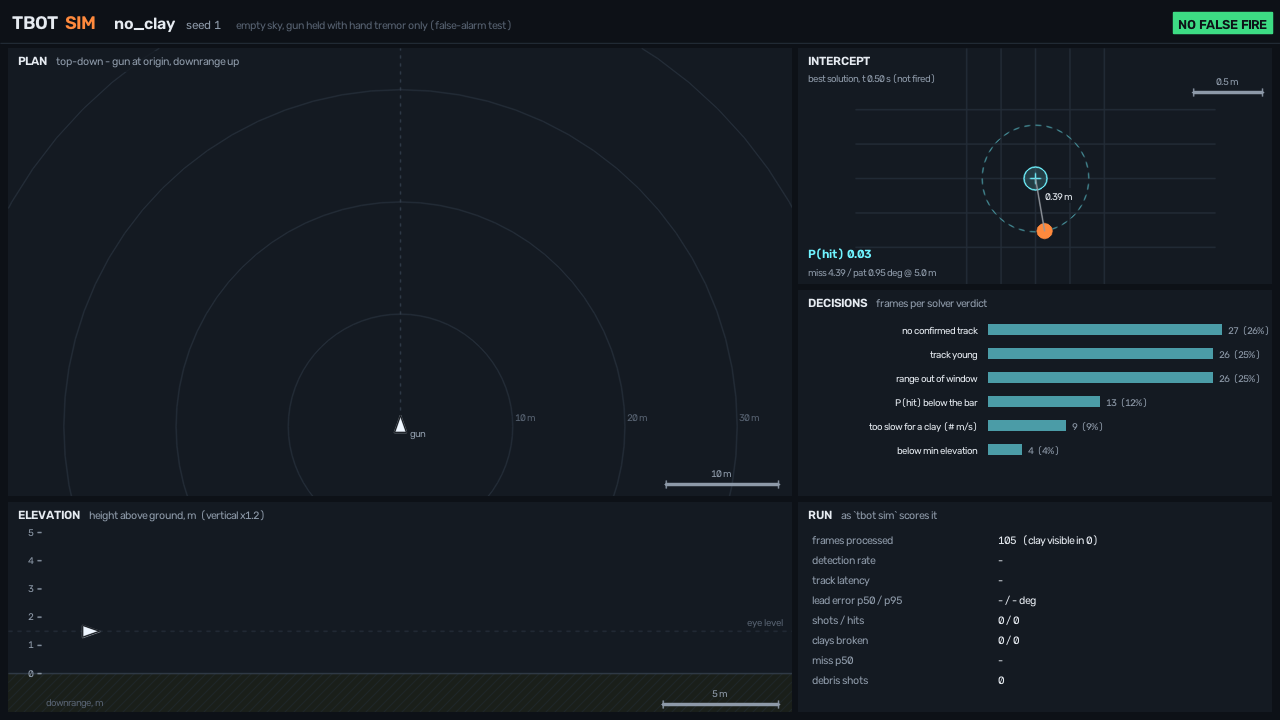 TBOT SIM no_clay seed 1 empty sky, gun held with hand tremor only (false-alarm test) NO FALSE FIRE
PLAN top-down - gun at origin, downrange up
10 m
20 m
30 m
gun
10 m
INTERCEPT
best solution, t 0.50 s (not fired)
0.5 m
0.39 m
P(hit) 0.03
miss 4.39 / pat 0.95 deg @ 5.0 m
DECISIONS frames per solver verdict
no confirmed track 27 (26%)
track young 26 (25%)
range out of window 26 (25%)
P(hit) below the bar 13 (12%)
too slow for a clay (# m/s) 9 (9%)
below min elevation 4 (4%)
ELEVATION height above ground, m (vertical x1.2)
5
4
3
2
1
0
eye level
downrange, m
5 m
RUN as `tbot sim` scores it
frames processed 105 (clay visible in 0)
detection rate -
track latency -
lead error p50 / p95 - / - deg
shots / hits 0 / 0
clays broken 0 / 0
miss p50 -
debris shots 0